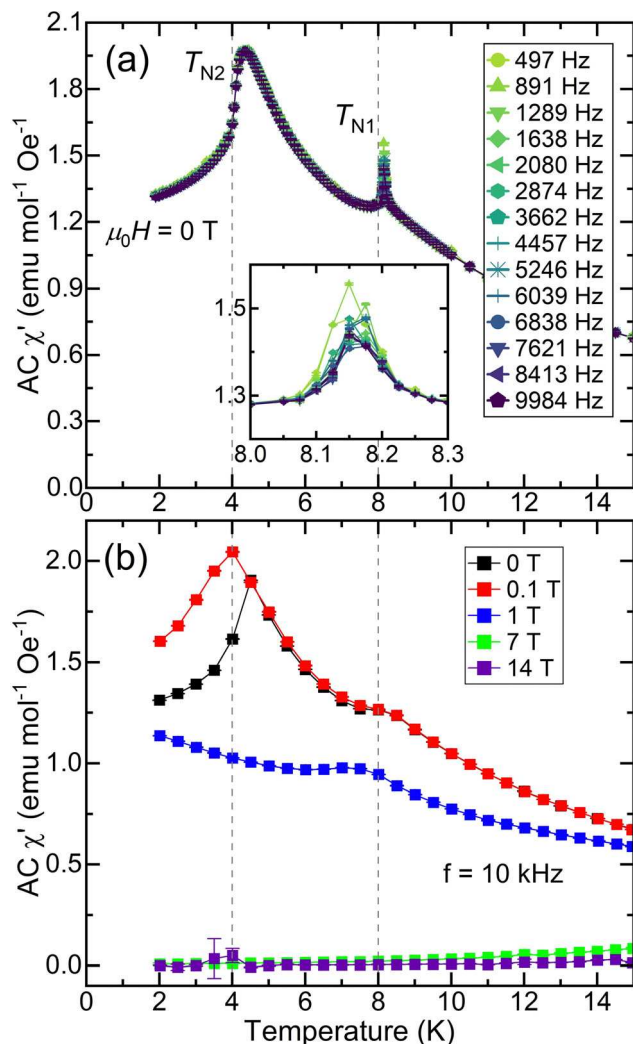 2.1
1.8
1.5
1.2
0.9
0.6
0.3
0.0
AC χ′ (emu mol⁻¹ Oe⁻¹)
(a)
T_N2
T_N1
μ₀H = 0 T
497 Hz
891 Hz
1289 Hz
1638 Hz
2080 Hz
2874 Hz
3662 Hz
4457 Hz
5246 Hz
6039 Hz
6838 Hz
7621 Hz
8413 Hz
9984 Hz
1.5
1.3
8.0 8.1 8.2 8.3
0 2 4 6 8 10 12 14
(b)
2.0
1.5
1.0
0.5
0.0
AC χ′ (emu mol⁻¹ Oe⁻¹)
0 T
0.1 T
1 T
7 T
14 T
f = 10 kHz
0 2 4 6 8 10 12 14
Temperature (K)